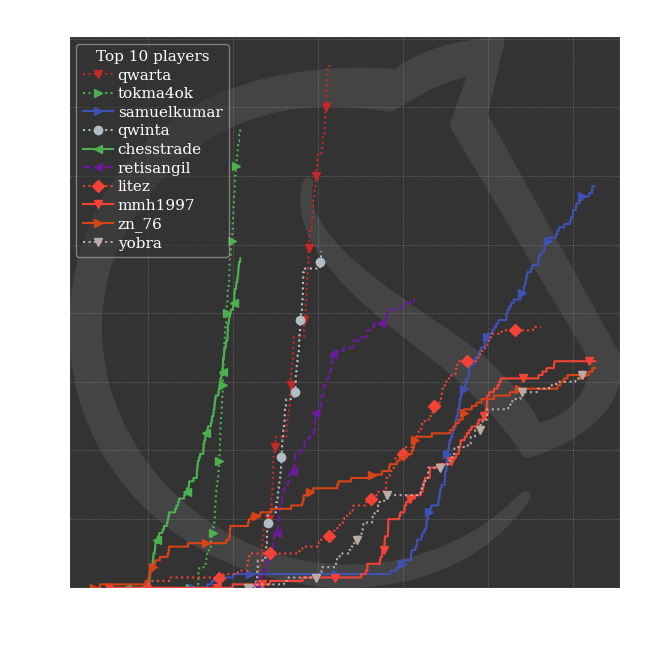 Top 10 players
qwarta
tokma4ok
samuelkumar
qwinta
chesstrade
retisangil
litez
mmh1997
zn_76
yobra